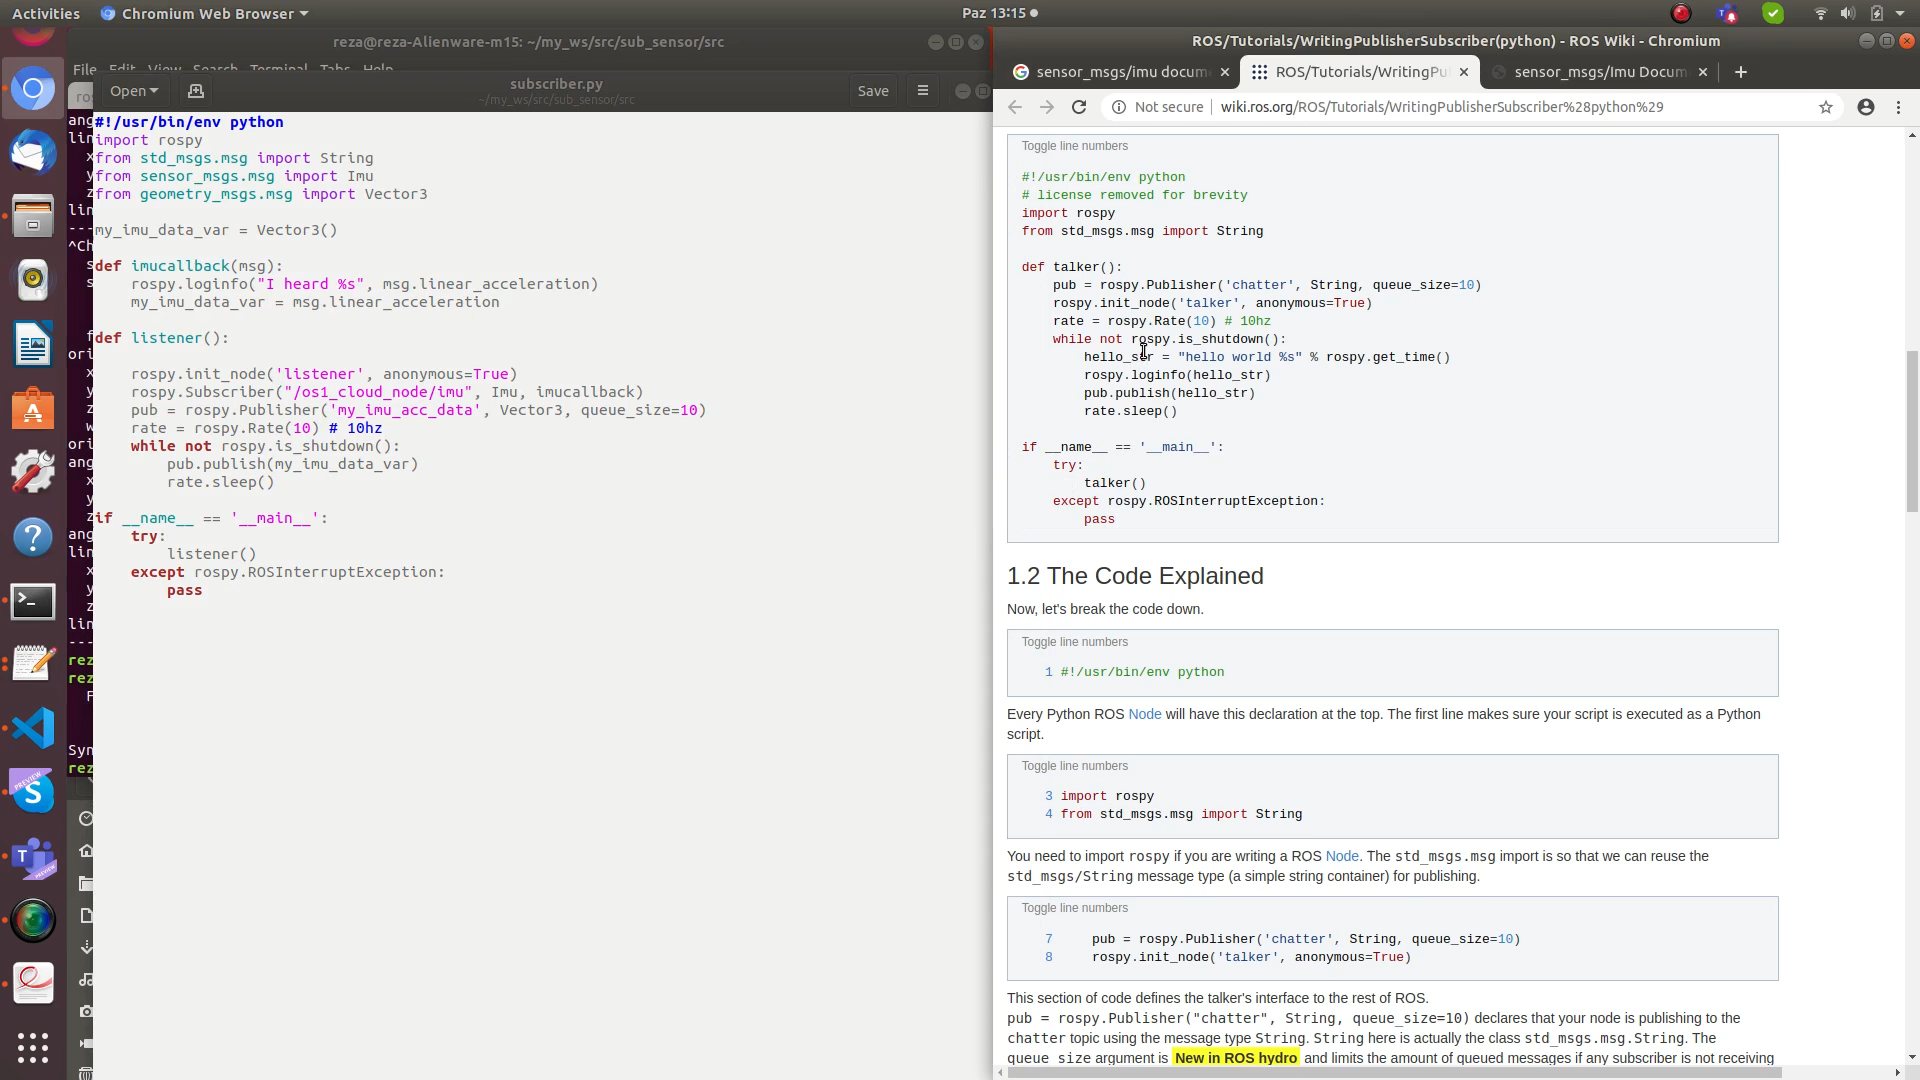 Activities
Chromium Web Browser
Paz 13:15
reza@reza-Alienware-m15: ~/my_ws/src/sub_sensor/src
File Edit View Search Terminal Tabs Help
Open
subscriber.py
~/my_ws/src/sub_sensor/src
Save
#!/usr/bin/env python
import rospy
from std_msgs.msg import String
from sensor_msgs.msg import Imu
from geometry_msgs.msg import Vector3
my_imu_data_var = Vector3()
def imucallback(msg):
rospy.loginfo("I heard %s", msg.linear_acceleration)
my_imu_data_var = msg.linear_acceleration
def listener():
rospy.init_node('listener', anonymous=True)
rospy.Subscriber("/os1_cloud_node/imu", Imu, imucallback)
pub = rospy.Publisher('my_imu_acc_data', Vector3, queue_size=10)
rate = rospy.Rate(10) # 10hz
while not rospy.is_shutdown():
pub.publish(my_imu_data_var)
rate.sleep()
if __name__ == '__main__':
try:
listener()
except rospy.ROSInterruptException:
pass
ROS/Tutorials/WritingPublisherSubscriber(python) - ROS Wiki - Chromium
sensor_msgs/imu docum
ROS/Tutorials/WritingPu
sensor_msgs/Imu Docum
Not secure
wiki.ros.org/ROS/Tutorials/WritingPublisherSubscriber%28python%29
Toggle line numbers
#!/usr/bin/env python
# license removed for brevity
import rospy
from std_msgs.msg import String
def talker():
pub = rospy.Publisher('chatter', String, queue_size=10)
rospy.init_node('talker', anonymous=True)
rate = rospy.Rate(10) # 10hz
while not rospy.is_shutdown():
hello_str = "hello world %s" % rospy.get_time()
rospy.loginfo(hello_str)
pub.publish(hello_str)
rate.sleep()
if __name__ == '__main__':
try:
talker()
except rospy.ROSInterruptException:
pass
1.2 The Code Explained
Now, let's break the code down.
Toggle line numbers
1 #!/usr/bin/env python
Every Python ROS Node will have this declaration at the top. The first line makes sure your script is executed as a Python
script.
Toggle line numbers
3 import rospy
4 from std_msgs.msg import String
You need to import rospy if you are writing a ROS Node. The std_msgs.msg import is so that we can reuse the
std_msgs/String message type (a simple string container) for publishing.
Toggle line numbers
7 pub = rospy.Publisher('chatter', String, queue_size=10)
8 rospy.init_node('talker', anonymous=True)
This section of code defines the talker's interface to the rest of ROS.
pub = rospy.Publisher("chatter", String, queue_size=10) declares that your node is publishing to the
chatter topic using the message type String. String here is actually the class std_msgs.msg.String. The
queue_size argument is New in ROS hydro and limits the amount of queued messages if any subscriber is not receiving